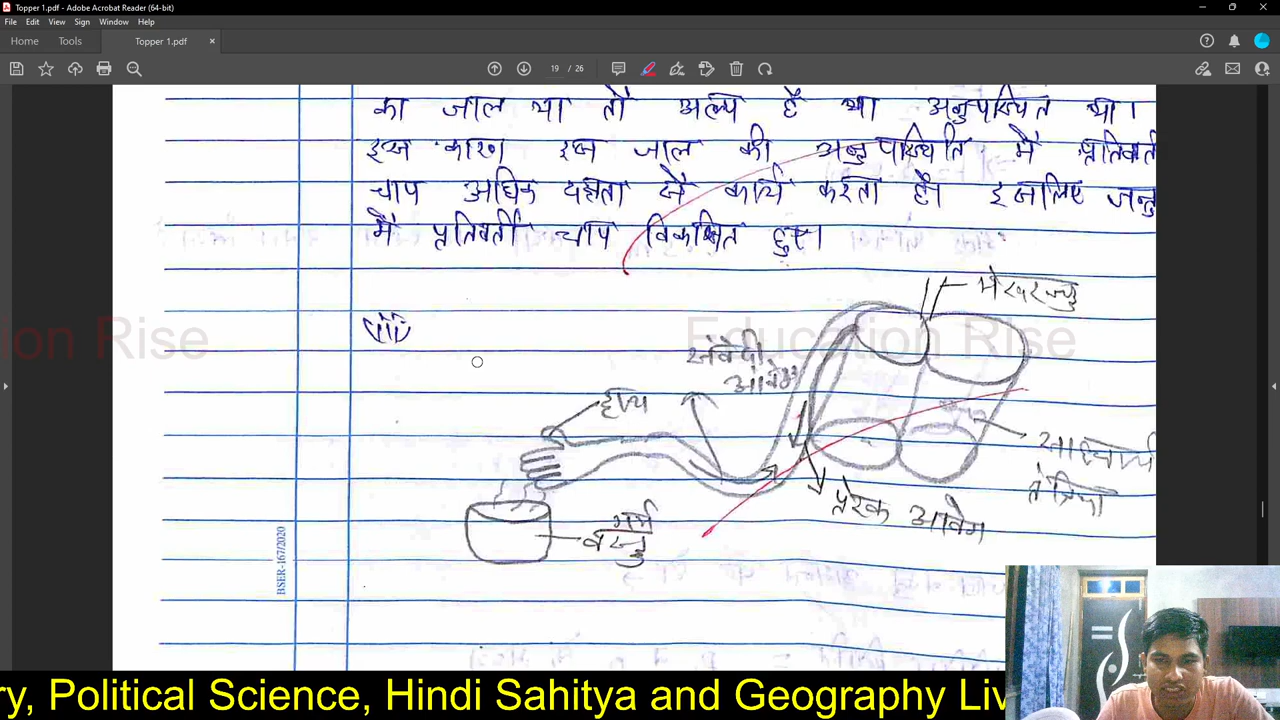 Topper 1.pdf - Adobe Acrobat Reader (64-bit)
File Edit View Sign Window Help
Home Tools Topper 1.pdf
19 / 26
का जाल या तो अल्प है या अनुपस्थित था।
इस कारण इस जाल की अनुपस्थिति में प्रतिवर्ती
चाप अधिक दक्षता से कार्य करता है। इसलिए जन्तु
में प्रतिवर्ती चाप विकसित हुए।
मेरुरज्जु
Education Rise
(iii)
संवेदी
आवेग
हाथ
तंत्रिका
प्रेरक आवेग
गर्म
वस्तु
BSER-167/2020
ry, Political Science, Hindi Sahitya and Geography Liv